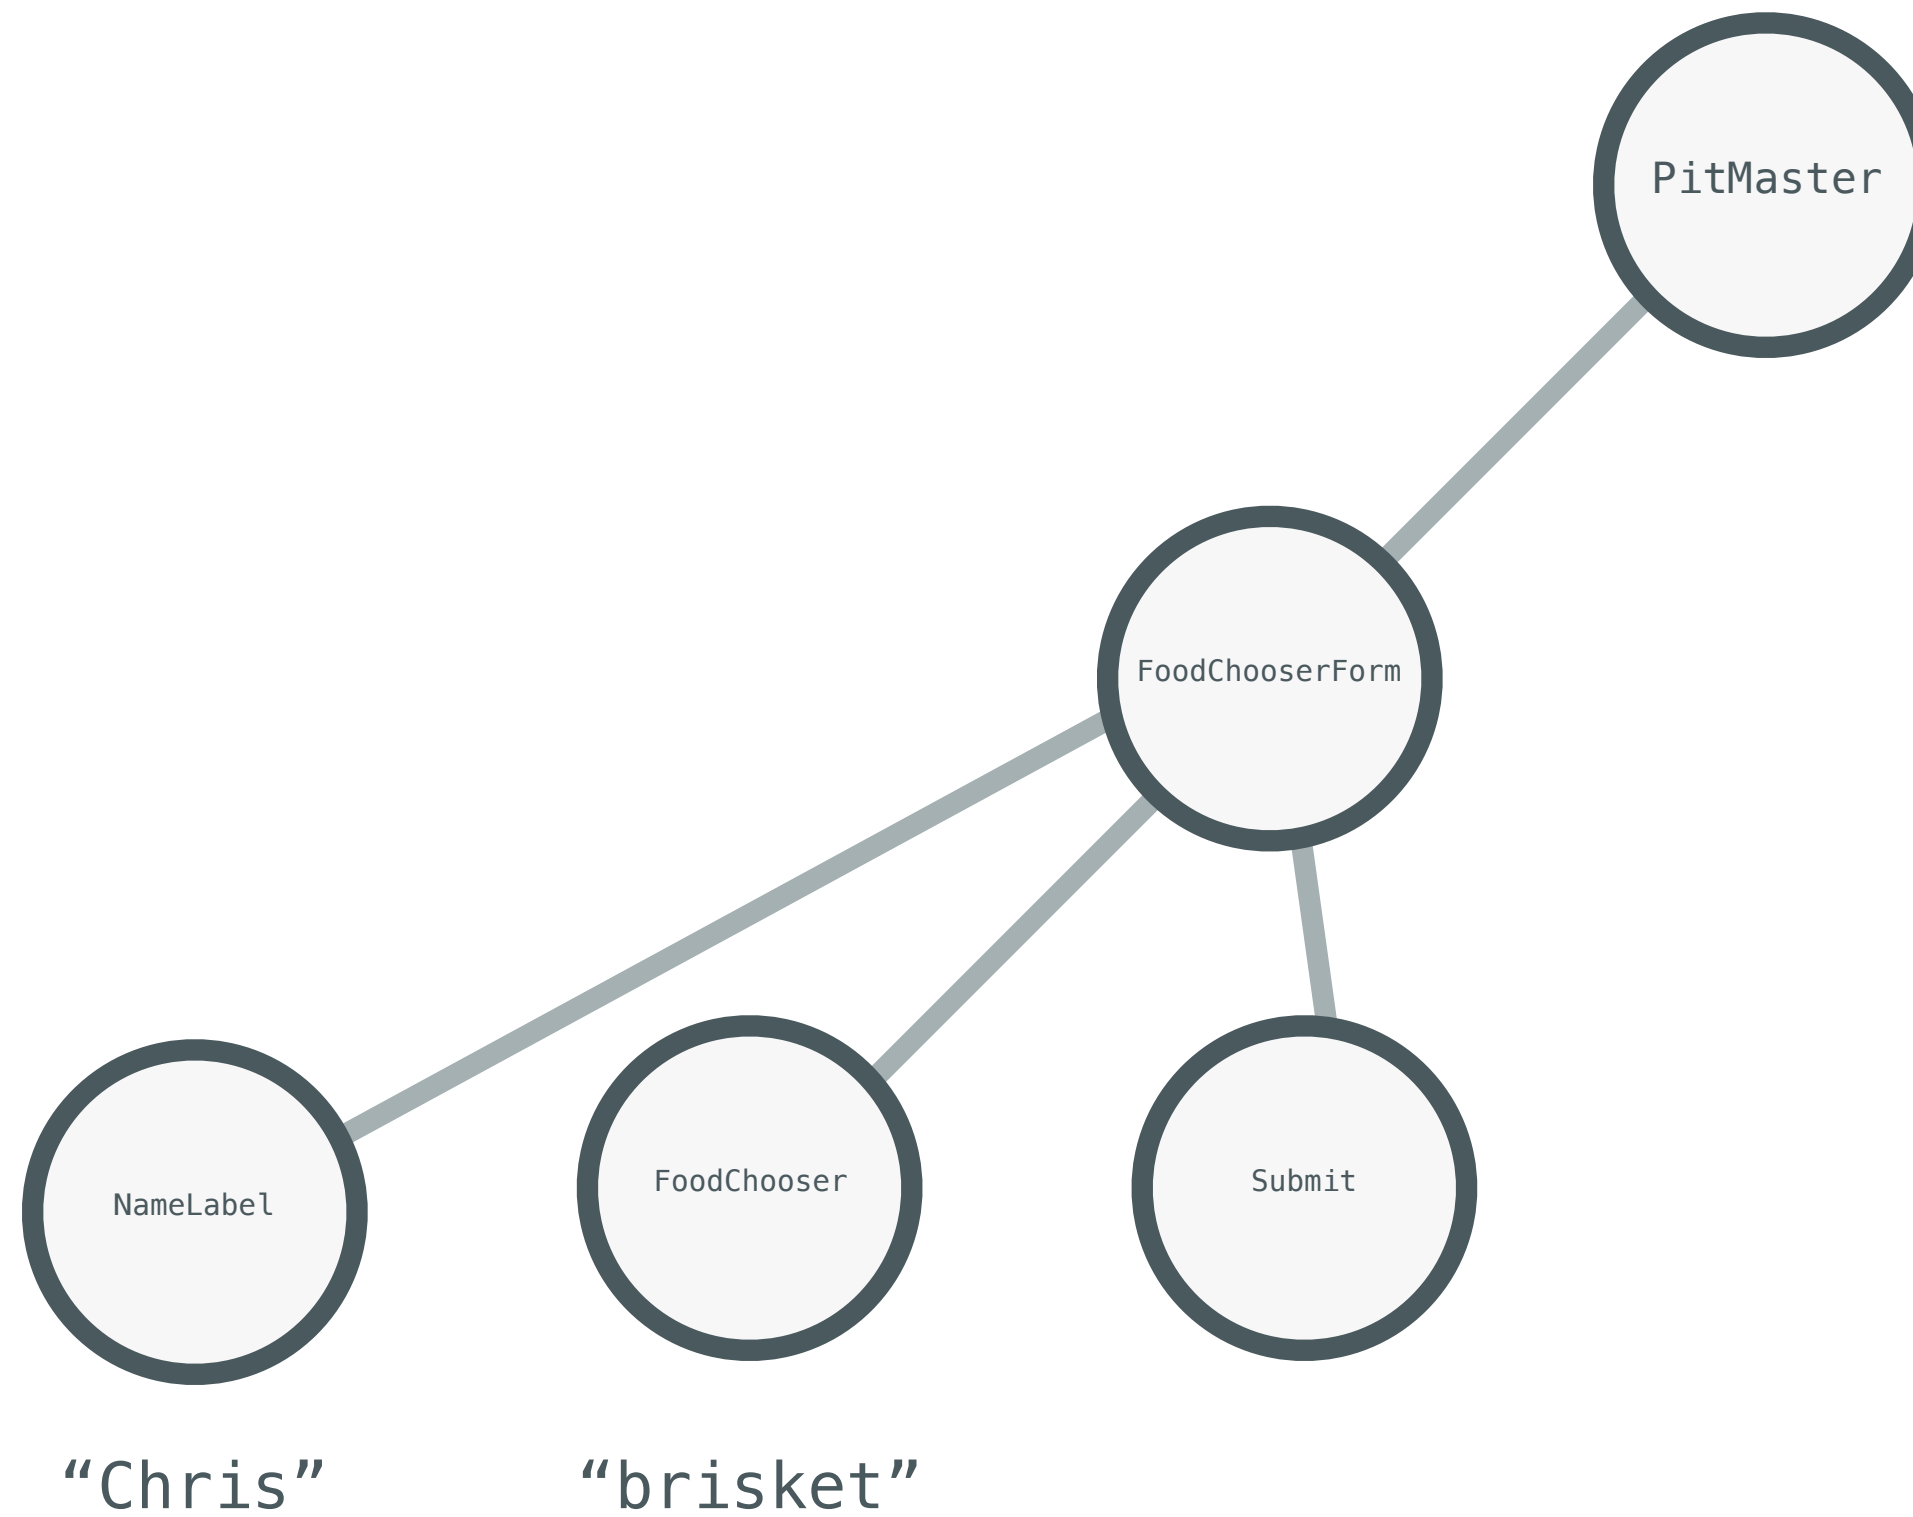 PitMaster
FoodChooserForm
NameLabel
FoodChooser
Submit
“Chris”
“brisket”